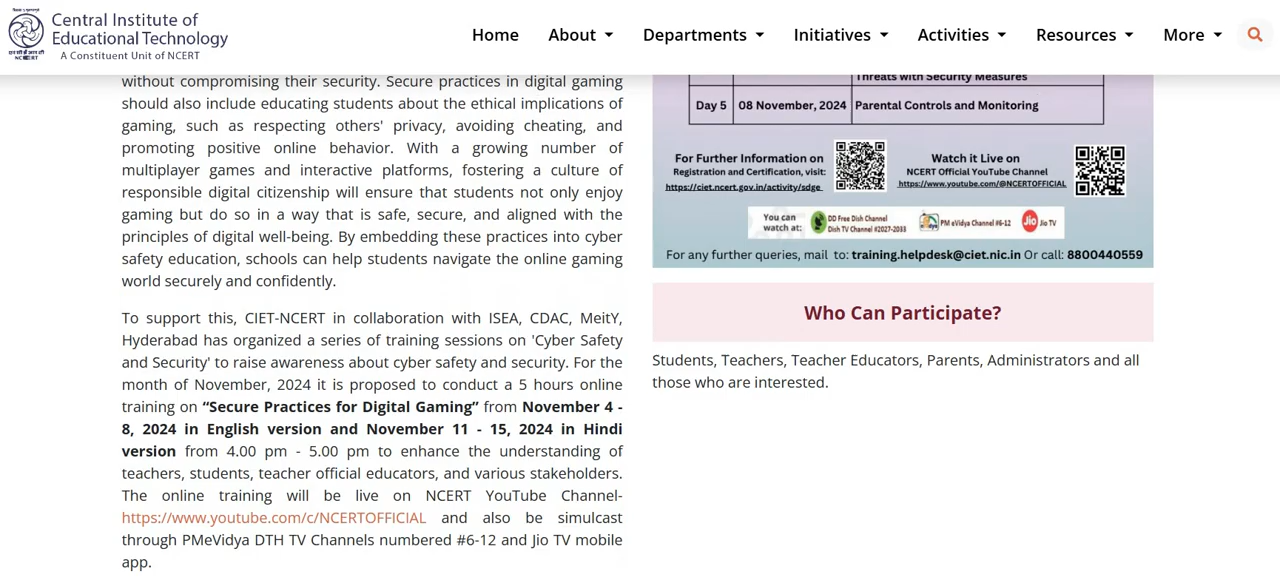 Central Institute of
Educational Technology
A Constituent Unit of NCERT
NCERT
Home
About
Departments
Initiatives
Activities
Resources
More
without compromising their security. Secure practices in digital gaming
should also include educating students about the ethical implications of
gaming, such as respecting others' privacy, avoiding cheating, and
promoting positive online behavior. With a growing number of
multiplayer games and interactive platforms, fostering a culture of
responsible digital citizenship will ensure that students not only enjoy
gaming but do so in a way that is safe, secure, and aligned with the
principles of digital well-being. By embedding these practices into cyber
safety education, schools can help students navigate the online gaming
world securely and confidently.
To support this, CIET-NCERT in collaboration with ISEA, CDAC, MeitY,
Hyderabad has organized a series of training sessions on 'Cyber Safety
and Security' to raise awareness about cyber safety and security. For the
month of November, 2024 it is proposed to conduct a 5 hours online
training on “Secure Practices for Digital Gaming” from November 4 -
8, 2024 in English version and November 11 - 15, 2024 in Hindi
version from 4.00 pm - 5.00 pm to enhance the understanding of
teachers, students, teacher official educators, and various stakeholders.
The online training will be live on NCERT YouTube Channel-
https://www.youtube.com/c/NCERTOFFICIAL and also be simulcast
through PMeVidya DTH TV Channels numbered #6-12 and Jio TV mobile
app.
Threats with Security Measures
Day 5 08 November, 2024 Parental Controls and Monitoring
For Further Information on
Registration and Certification, visit:
https://ciet.ncert.gov.in/activity/sdge
Watch it Live on
NCERT Official YouTube Channel
https://www.youtube.com/@NCERTOFFICIAL
You can
watch at:
DD Free Dish Channel
Dish TV Channel #2027-2033
PM eVidya Channel #6-12
Jio
Jio TV
For any further queries, mail to: training.helpdesk@ciet.nic.in Or call: 8800440559
Who Can Participate?
Students, Teachers, Teacher Educators, Parents, Administrators and all
those who are interested.